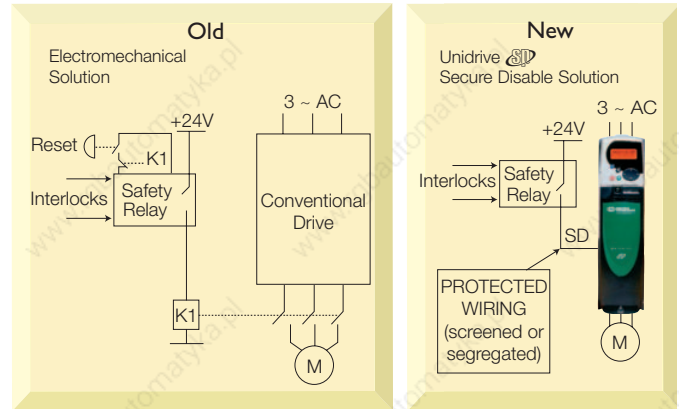 Old
Electromechanical
Solution
3 ~ AC
+24V
Reset
K1
Interlocks
Safety
Relay
Conventional
Drive
K1
M
New
Unidrive SP
Secure Disable Solution
3 ~ AC
+24V
Interlocks
Safety
Relay
SD
PROTECTED
WIRING
(screened or
segregated)
M